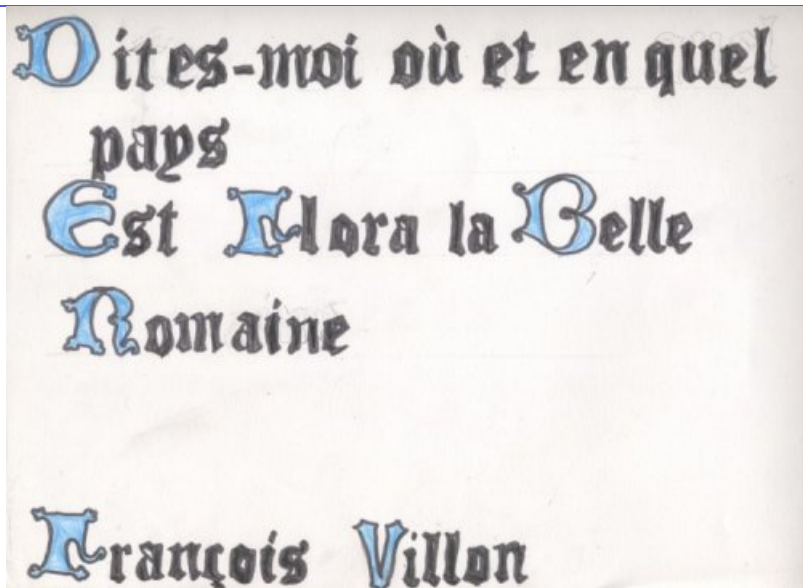 Dites-moi où et en quel
pays
Est Flora la Belle
Romaine
François Villon